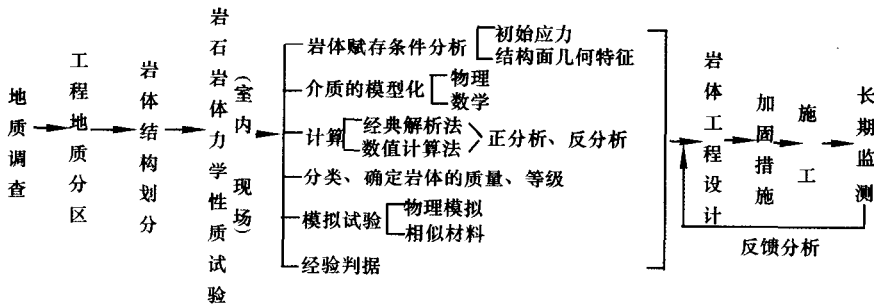 地质调查
工程地质分区
岩体结构划分
岩石岩体力学性质试验
(室内 现场)
岩体赋存条件分析
初始应力
结构面几何特征
介质的模型化
物理
数学
计算
经典解析法
数值计算法
正分析、反分析
分类、确定岩体的质量、等级
模拟试验
物理模拟
相似材料
经验判据
岩体工程设计
加固措施
施工
长期监测
反馈分析